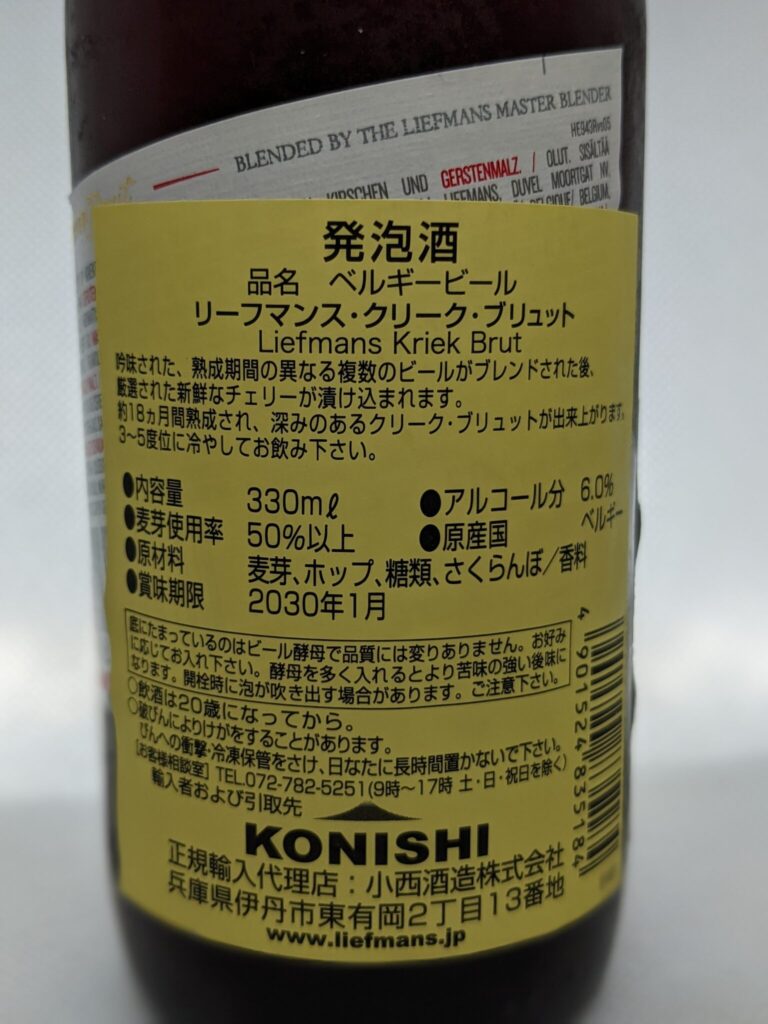 BLENDED BY THE LIEFMANS MASTER BLENDER
HE943Rvs05
KIRSCHEN UND GERSTENMALZ. / OLUT. SISÄLTÄÄ
LIEFMANS, DUVEL MOORTGAT NV,
BELGIQUE/ BELGIUM,
発泡酒
品名 ベルギービール
リーフマンス・クリーク・ブリュット
Liefmans Kriek Brut
吟味された、熟成期間の異なる複数のビールがブレンドされた後、
厳選された新鮮なチェリーが漬け込まれます。
約18ヵ月間熟成され、深みのあるクリーク・ブリュットが出来上がります。
3〜5度位に冷やしてお飲み下さい。
●内容量 330mℓ ●アルコール分 6.0%
●麦芽使用率 50%以上 ●原産国 ベルギー
●原材料 麦芽、ホップ、糖類、さくらんぼ/香料
●賞味期限 2030年1月
底にたまっているのはビール酵母で品質には変りありません。お好み
に応じてお入れ下さい。酵母を多く入れるとより苦味の強い後味に
なります。開栓時に泡が吹き出す場合があります。ご注意下さい。
○飲酒は20歳になってから。
○破びんによりけがをすることがあります。
びんへの衝撃・冷凍保管をさけ、日なたに長時間置かないで下さい。
[お客様相談室] TEL.072-782-5251(9時〜17時 土・日・祝日を除く)
輸入者および引取先
KONISHI
正規輸入代理店:小西酒造株式会社
兵庫県伊丹市東有岡2丁目13番地
www.liefmans.jp
4 901524 835184